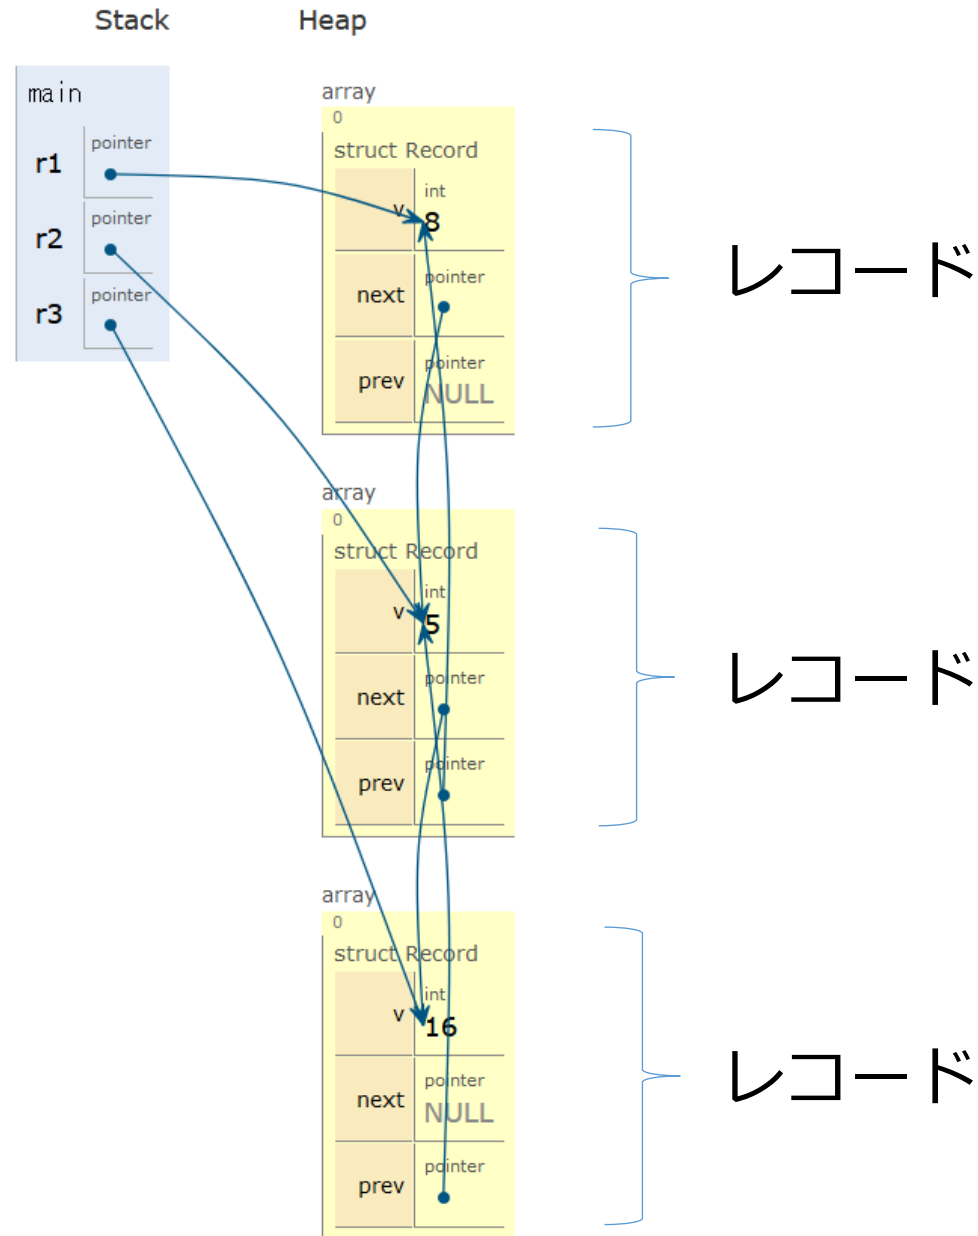 Stack Heap
main
r1 pointer
r2 pointer
r3 pointer
array
0
struct Record
v int 8
next pointer
prev pointer NULL
レコード
array
0
struct Record
v int 5
next pointer
prev pointer
レコード
array
0
struct Record
v int 16
next pointer NULL
prev pointer
レコード